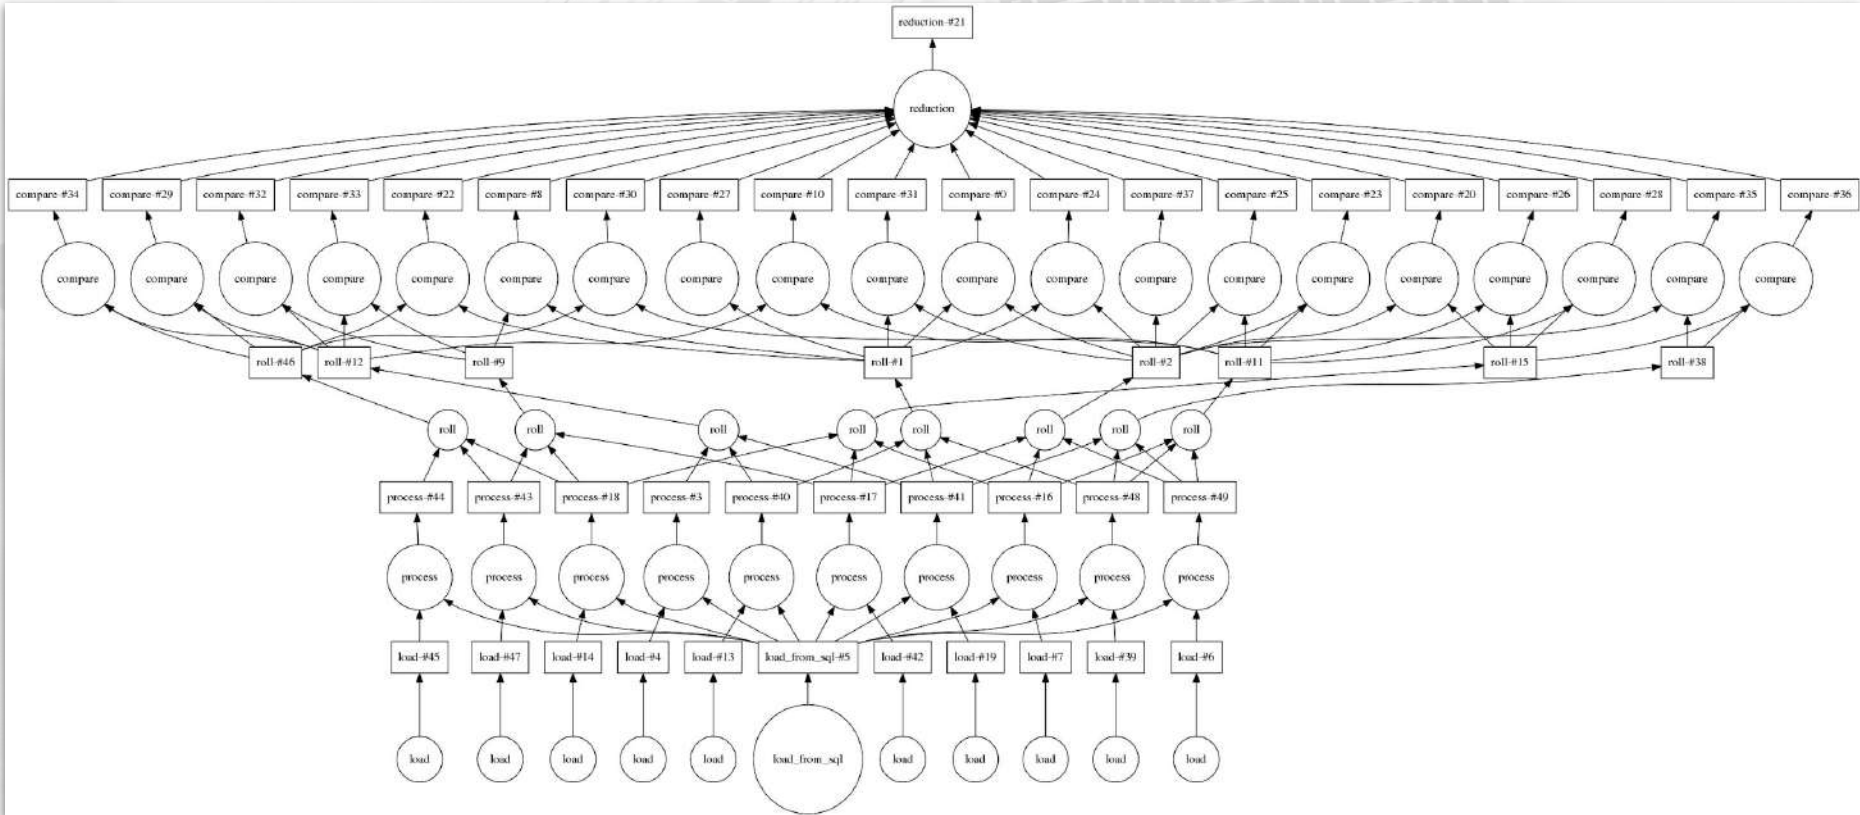 reduction-#21
reduction
compare-#34 compare-#29 compare-#32 compare-#33 compare-#22 compare-#8 compare-#30 compare-#27 compare-#10 compare-#31 compare-#0 compare-#24 compare-#37 compare-#25 compare-#23 compare-#20 compare-#26 compare-#28 compare-#35 compare-#36
compare compare compare compare compare compare compare compare compare compare compare compare compare compare compare compare compare compare compare compare
roll-#46 roll-#12 roll-#9 roll-#1 roll-#2 roll-#11 roll-#15 roll-#38
roll roll roll roll roll roll roll roll
process-#44 process-#43 process-#18 process-#3 process-#40 process-#17 process-#41 process-#16 process-#48 process-#49
process process process process process process process process process process
load-#45 load-#47 load-#14 load-#4 load-#13 load_from_sql-#5 load-#42 load-#19 load-#7 load-#39 load-#6
load load load load load load_from_sql load load load load load